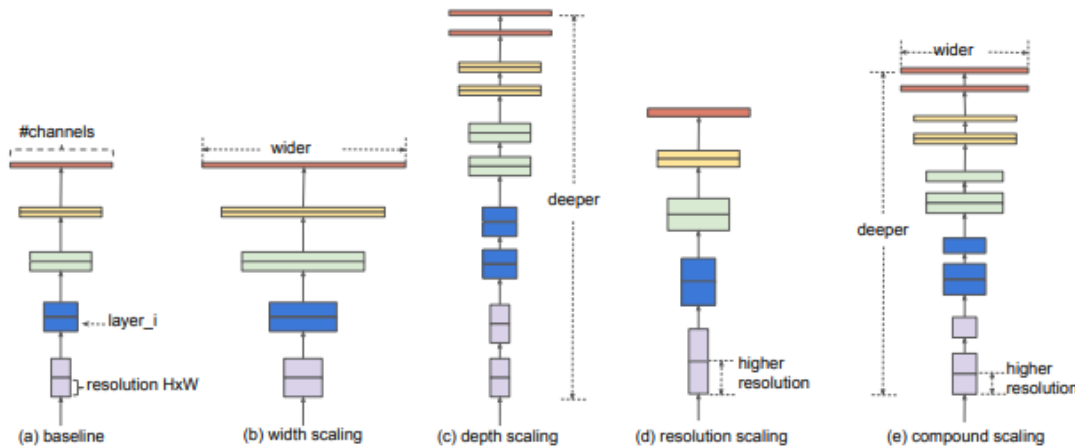 #channels
layer_i
resolution HxW
(a) baseline
wider
(b) width scaling
deeper
(c) depth scaling
higher
resolution
(d) resolution scaling
wider
deeper
higher
resolution
(e) compound scaling